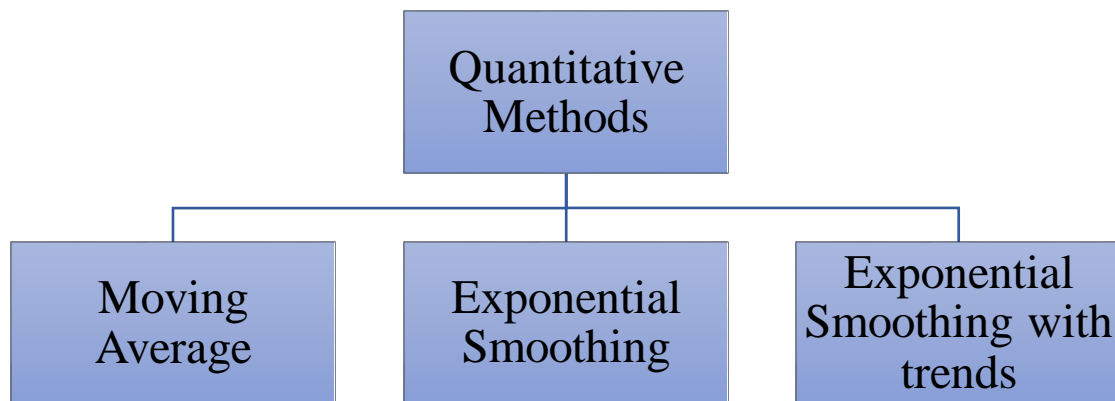 Quantitative
Methods
Moving
Average
Exponential
Smoothing
Exponential
Smoothing with
trends